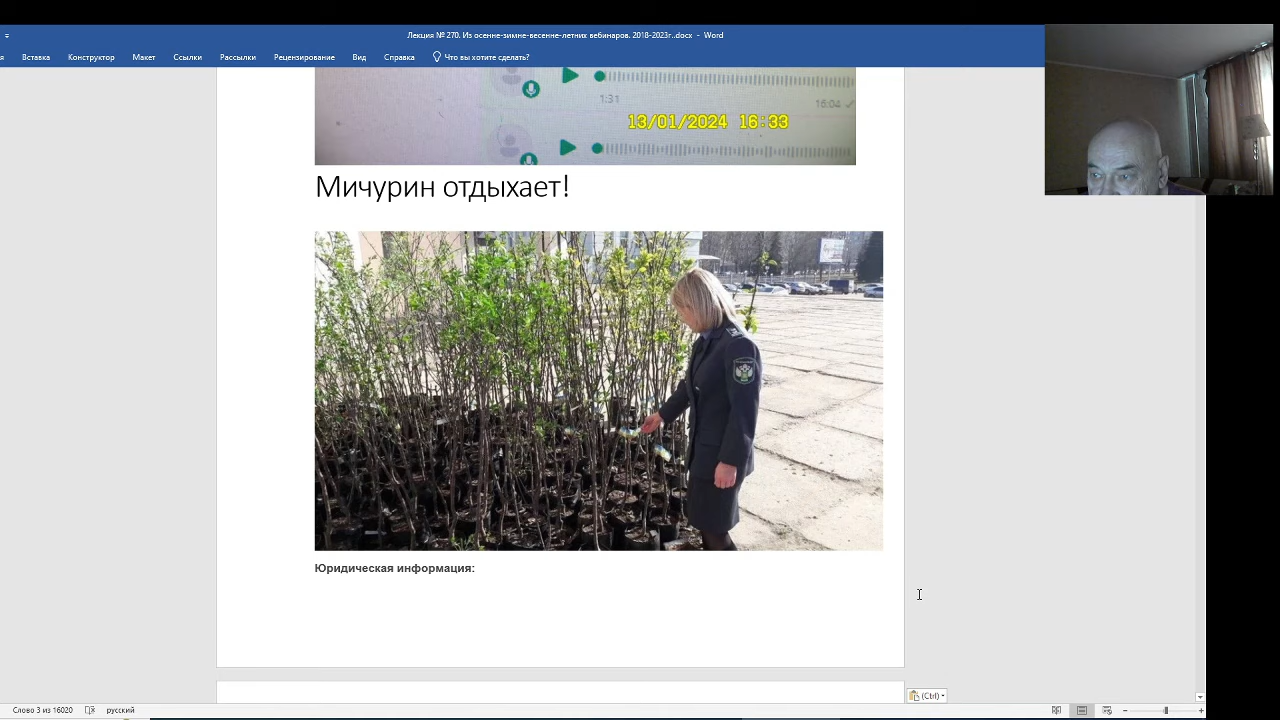 Лекция № 270. Из осенне-зимне-весенне-летних вебинаров. 2018-2023г..docx - Word
я Вставка Конструктор Макет Ссылки Рассылки Рецензирование Вид Справка Что вы хотите сделать?
1:31 16:04
13/01/2024 16:33
Мичурин отдыхает!
Юридическая информация:
(Ctrl)
Слово 3 из 16020 русский